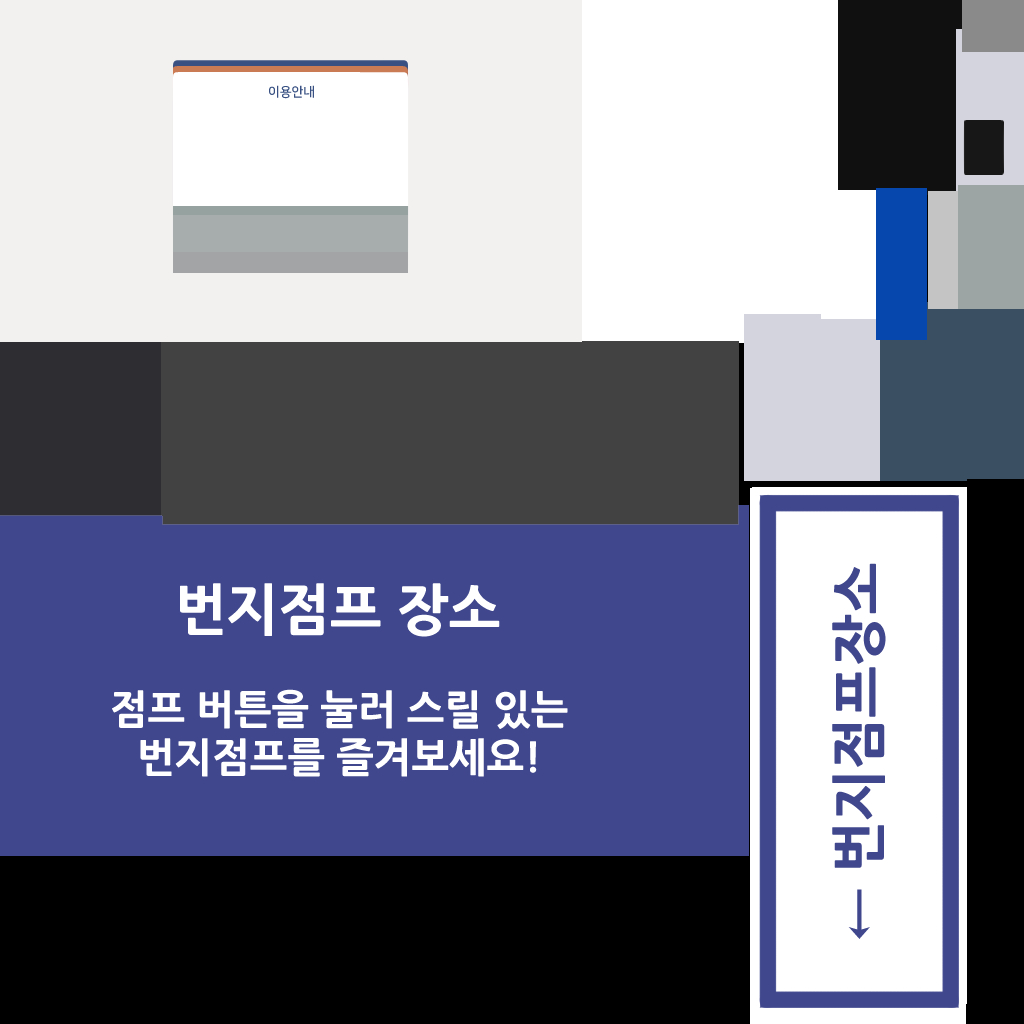 이용안내
번지점프 장소
점프 버튼을 눌러 스릴 있는
번지점프를 즐겨보세요!
← 번지점프장소